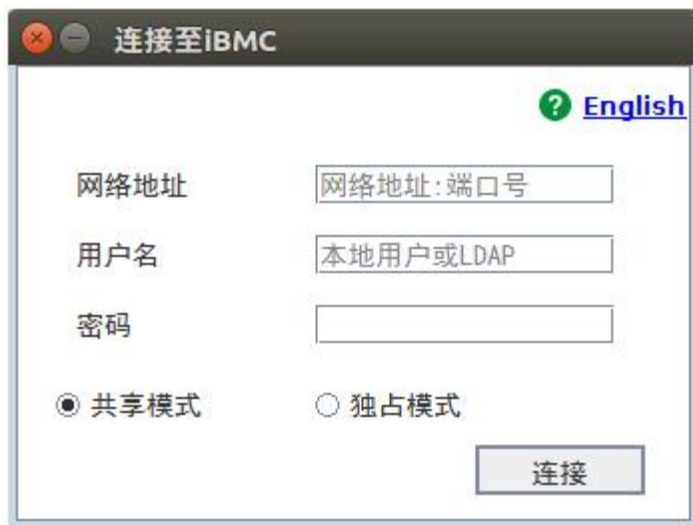 连接至iBMC
? English
网络地址 网络地址:端口号
用户名 本地用户或LDAP
密码
共享模式 独占模式
连接